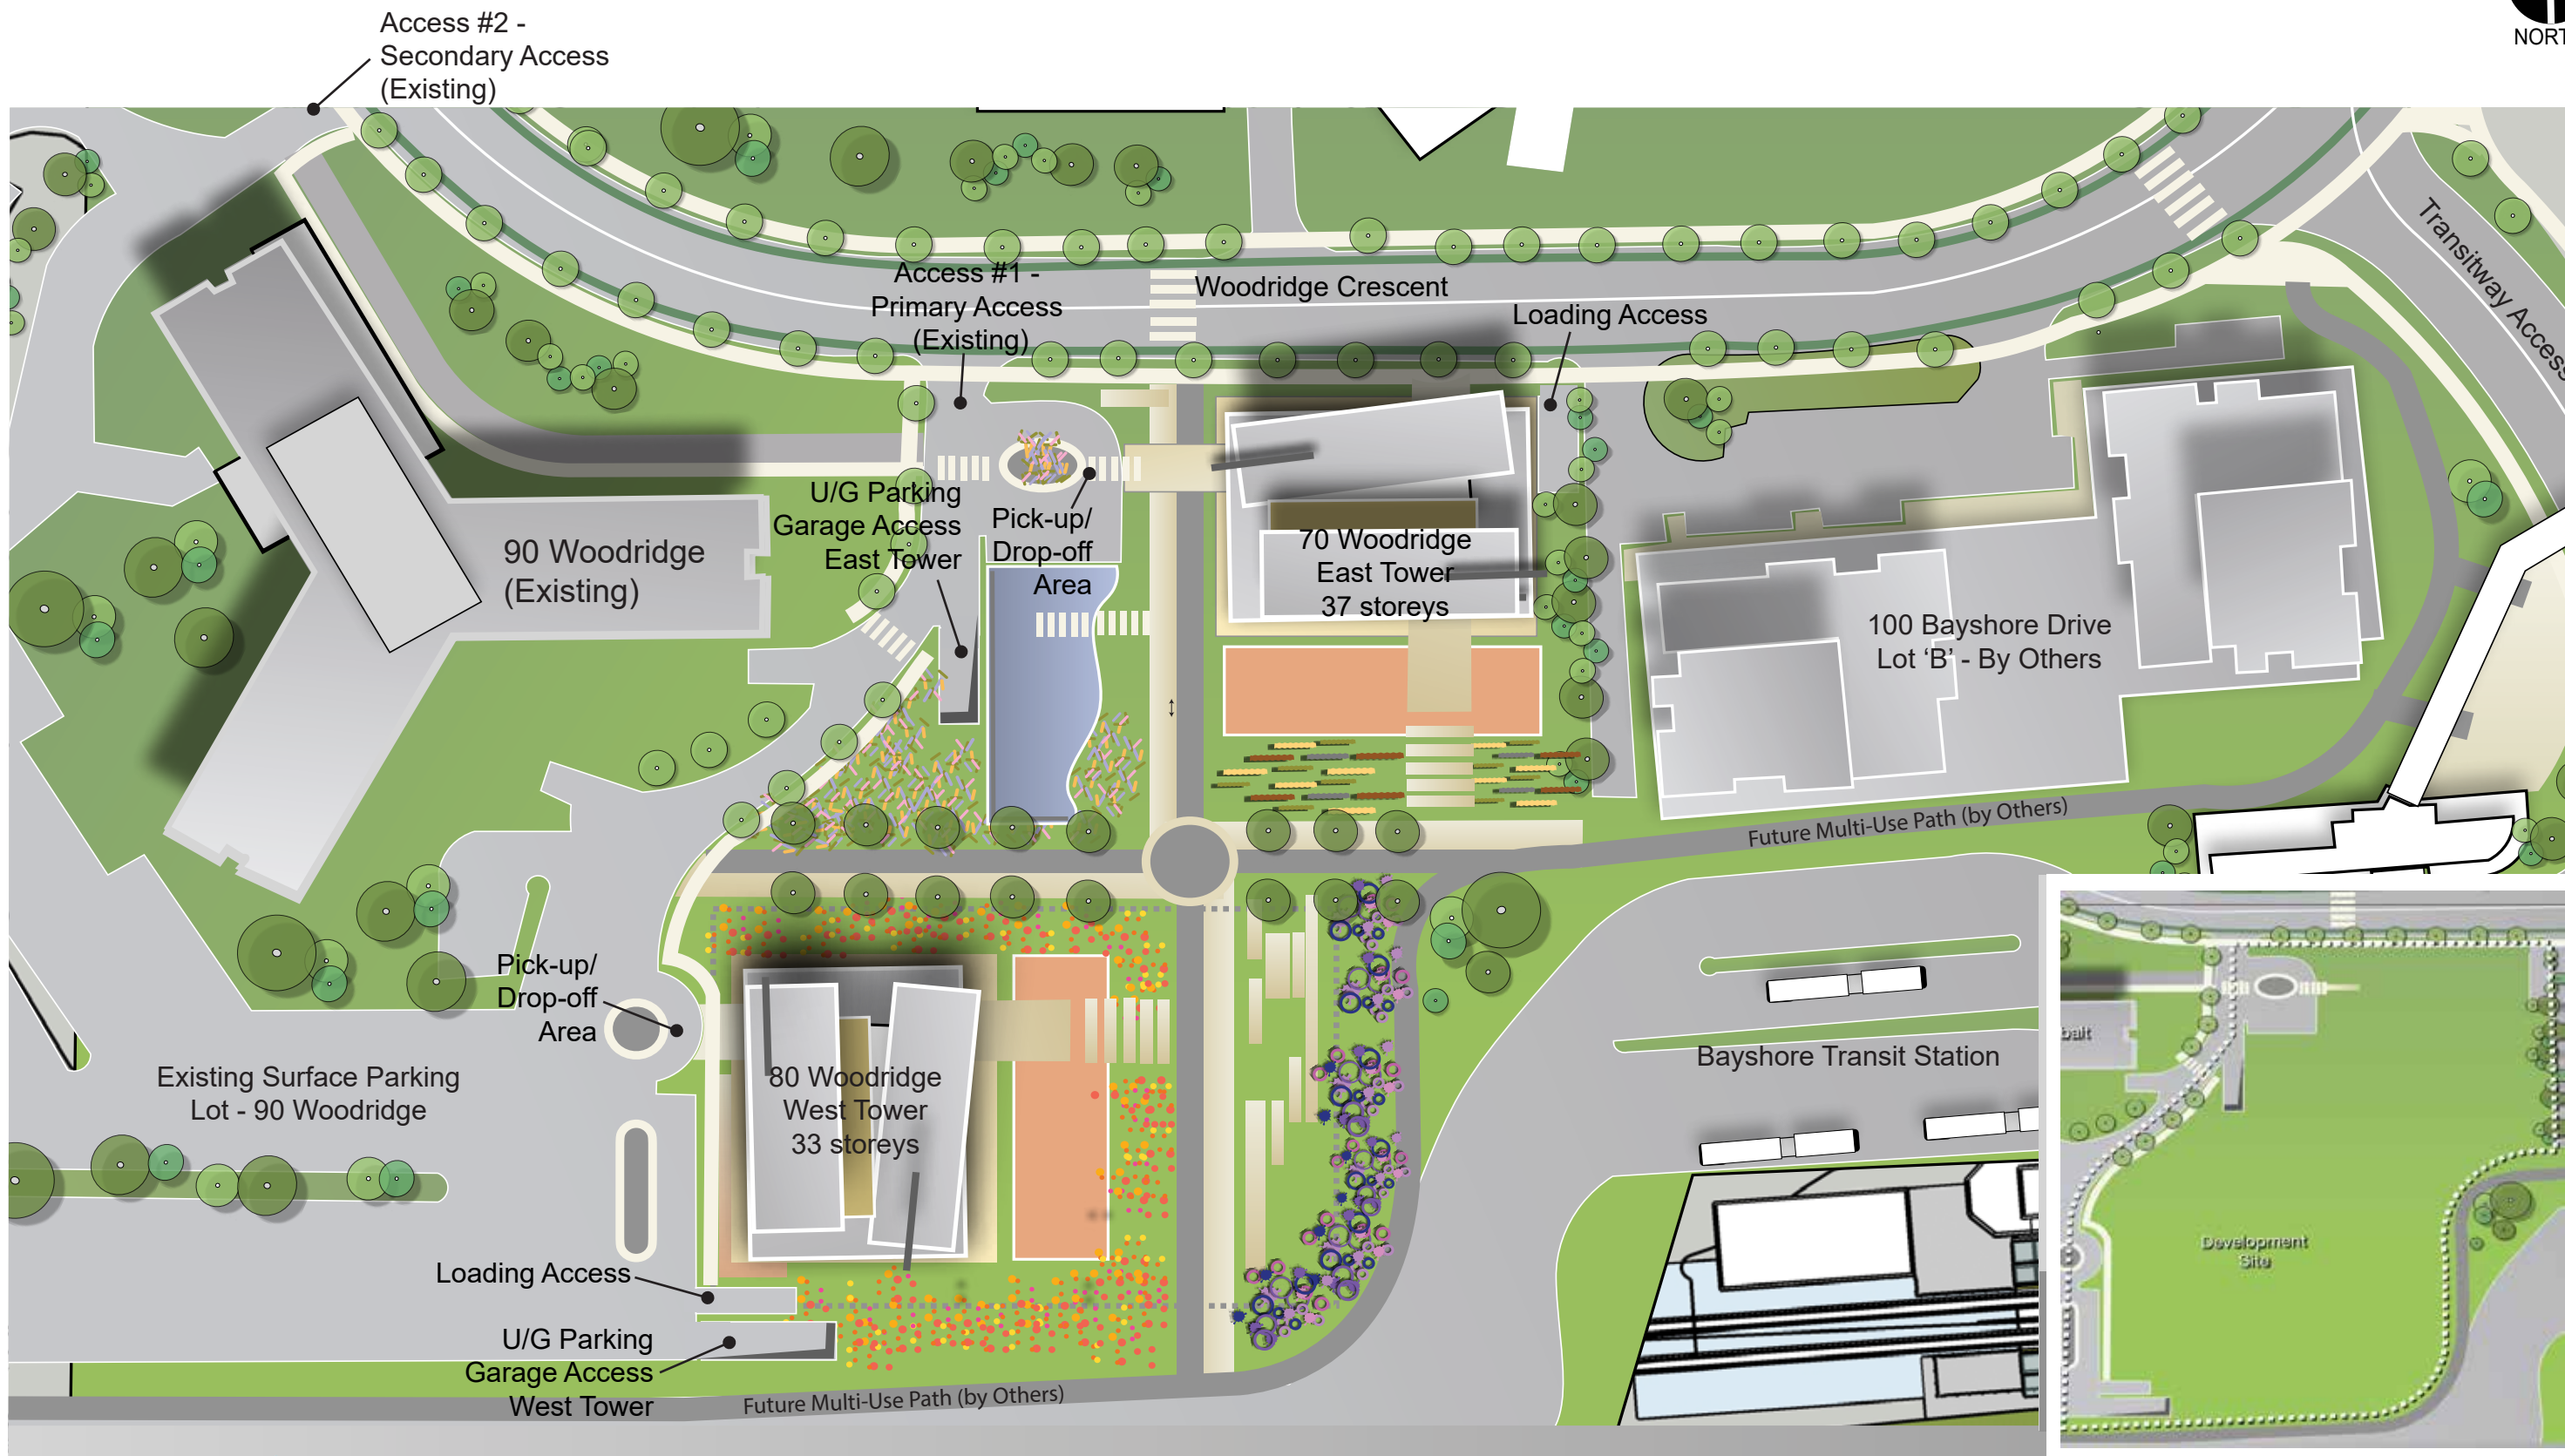 Access #2 -
Secondary Access
(Existing)
NORT
Transitway Access
Access #1 -
Primary Access
(Existing)
Woodridge Crescent
Loading Access
U/G Parking
Garage Access
East Tower
Pick-up/
Drop-off
Area
90 Woodridge
(Existing)
70 Woodridge
East Tower
37 storeys
100 Bayshore Drive
Lot ‘B’ - By Others
Future Multi-Use Path (by Others)
Pick-up/
Drop-off
Area
Existing Surface Parking
Lot - 90 Woodridge
80 Woodridge
West Tower
33 storeys
Bayshore Transit Station
Loading Access
U/G Parking
Garage Access
West Tower
Future Multi-Use Path (by Others)
balt
Development
Site